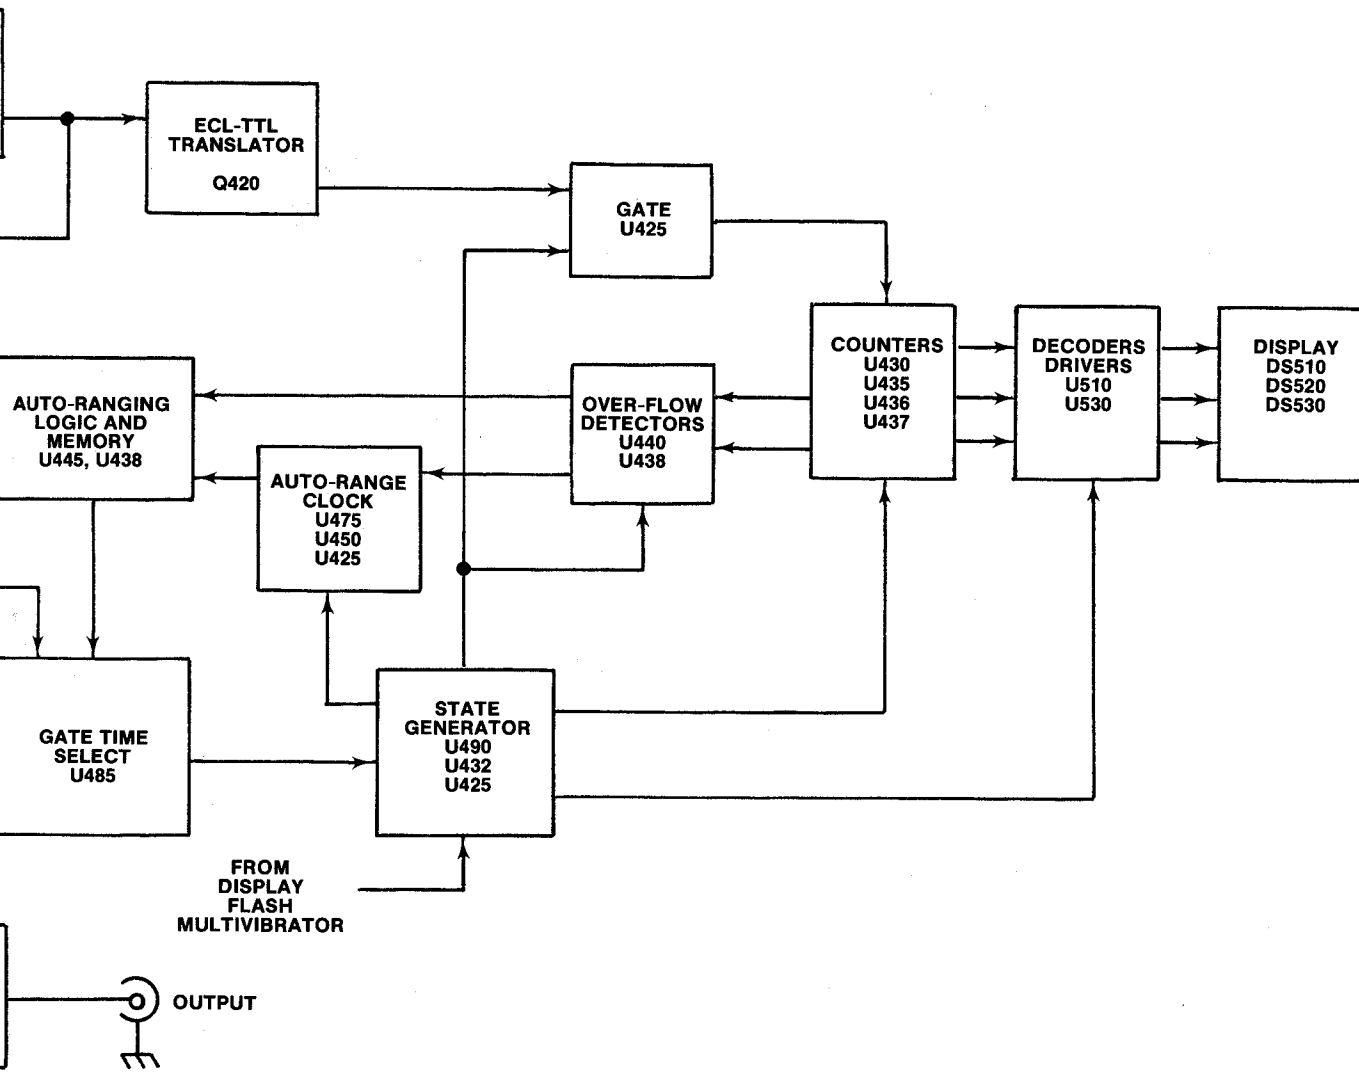 ECL-TTL
TRANSLATOR
Q420
GATE
U425
COUNTERS
U430
U435
U436
U437
DECODERS
DRIVERS
U510
U530
DISPLAY
DS510
DS520
DS530
AUTO-RANGING
LOGIC AND
MEMORY
U445, U438
OVER-FLOW
DETECTORS
U440
U438
AUTO-RANGE
CLOCK
U475
U450
U425
GATE TIME
SELECT
U485
STATE
GENERATOR
U490
U432
U425
FROM
DISPLAY
FLASH
MULTIVIBRATOR
OUTPUT